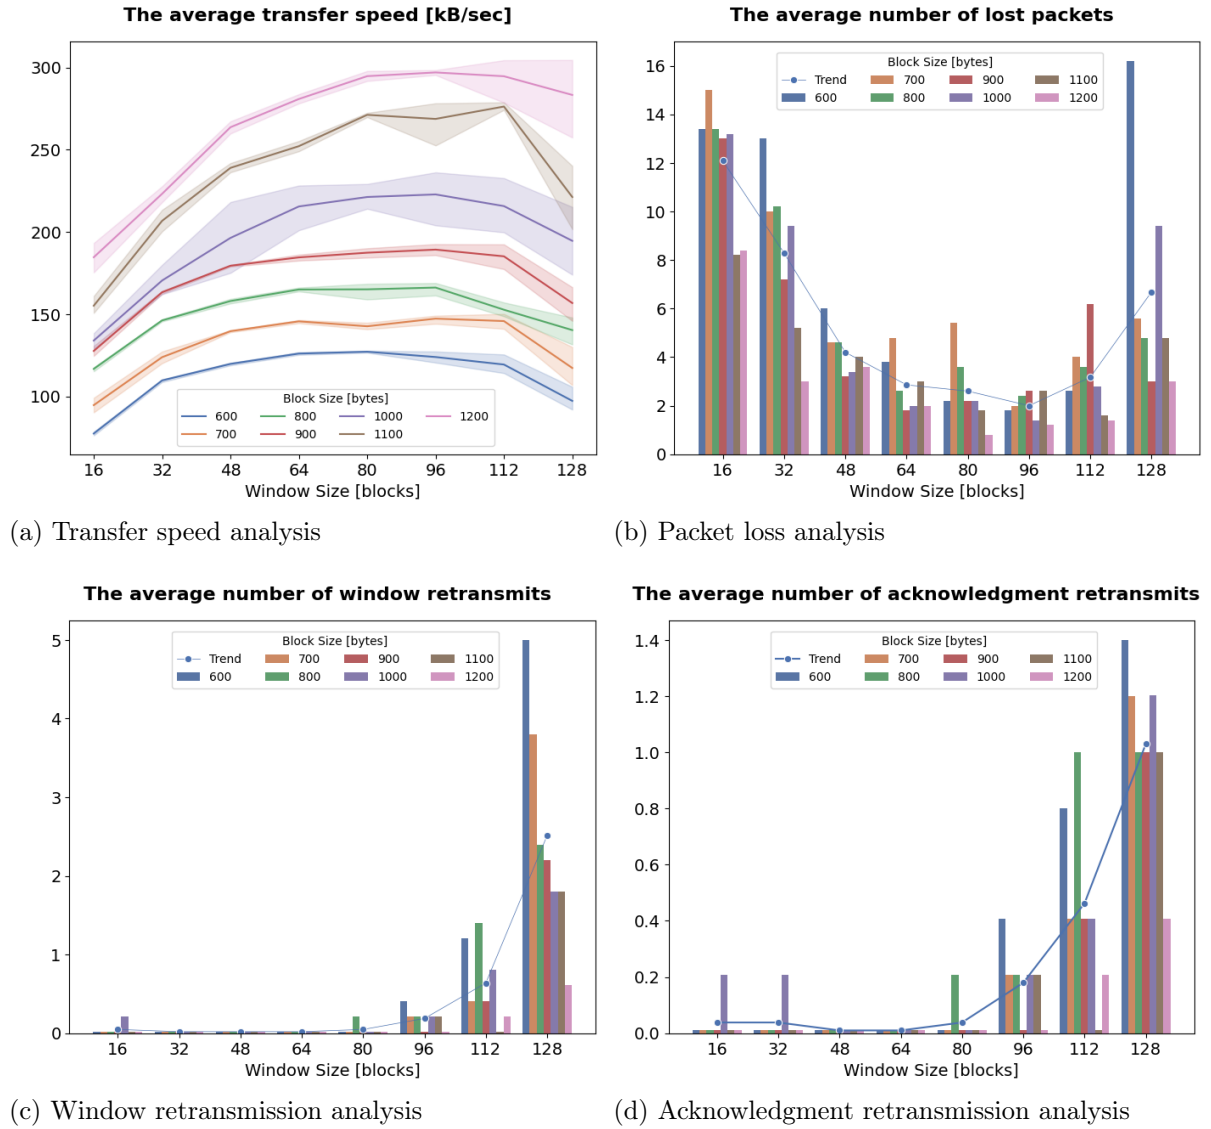 The average transfer speed [kB/sec]
300
250
200
150
100
Block Size [bytes]
600 800 1000 1200
700 900 1100
16 32 48 64 80 96 112 128
Window Size [blocks]
(a) Transfer speed analysis
The average number of lost packets
16
14
12
10
8
6
4
2
0
Block Size [bytes]
Trend 700 900 1100
600 800 1000 1200
16 32 48 64 80 96 112 128
Window Size [blocks]
(b) Packet loss analysis
The average number of window retransmits
5
4
3
2
1
0
Block Size [bytes]
Trend 700 900 1100
600 800 1000 1200
16 32 48 64 80 96 112 128
Window Size [blocks]
(c) Window retransmission analysis
The average number of acknowledgment retransmits
1.4
1.2
1.0
0.8
0.6
0.4
0.2
0.0
Block Size [bytes]
Trend 700 900 1100
600 800 1000 1200
16 32 48 64 80 96 112 128
Window Size [blocks]
(d) Acknowledgment retransmission analysis